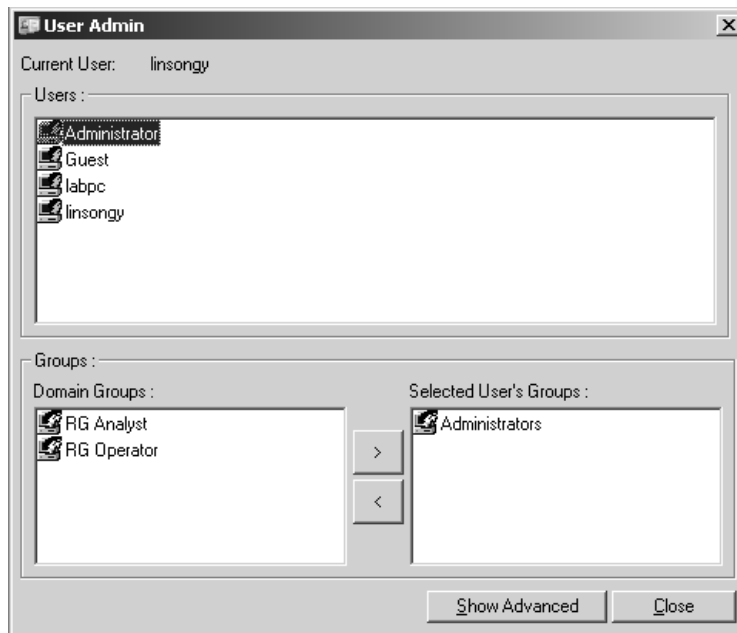 User Admin
Current User: linsongy
Users :
Administrator
Guest
labpc
linsongy
Groups :
Domain Groups :
RG Analyst
RG Operator
>
<
Selected User's Groups :
Administrators
Show Advanced
Close